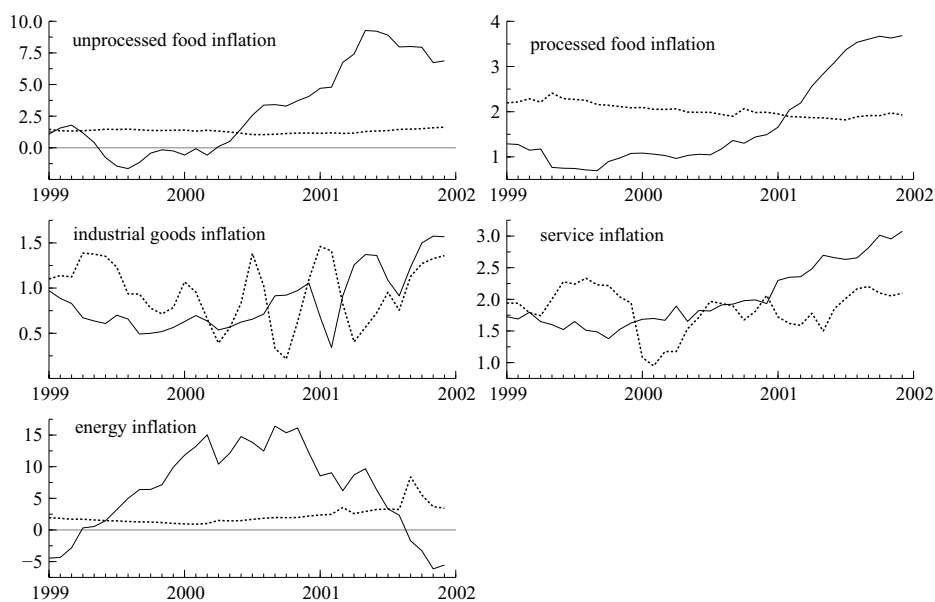 unprocessed food inflation
10.0
7.5
5.0
2.5
0.0
1999 2000 2001 2002
processed food inflation
4
3
2
1
1999 2000 2001 2002
industrial goods inflation
1.5
1.0
0.5
1999 2000 2001 2002
service inflation
3.0
2.5
2.0
1.5
1.0
1999 2000 2001 2002
energy inflation
15
10
5
0
−5
1999 2000 2001 2002